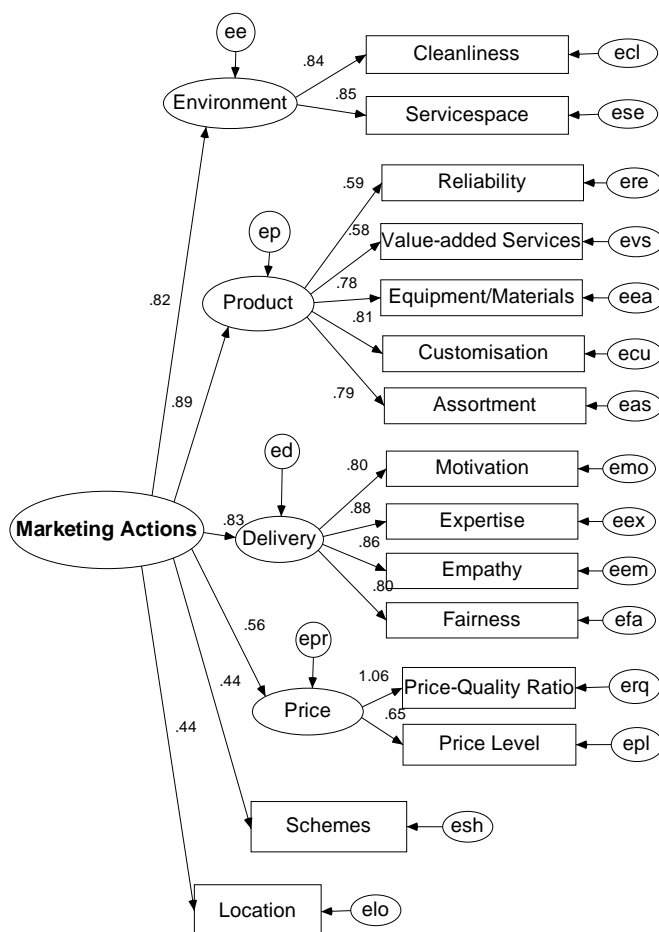 ee
.84
Cleanliness
ecl
Environment
.85
Servicespace
ese
.59
Reliability
ere
ep
.58
Value-added Services
evs
.78
Product
Equipment/Materials
eea
.82
.81
Customisation
ecu
.79
Assortment
eas
.89
ed
.80
Motivation
emo
.88
Marketing Actions
.83
Delivery
Expertise
eex
.86
Empathy
eem
.80
Fairness
efa
.56
epr
1.06
Price-Quality Ratio
erq
.44
Price
.65
Price Level
epl
.44
Schemes
esh
Location
elo